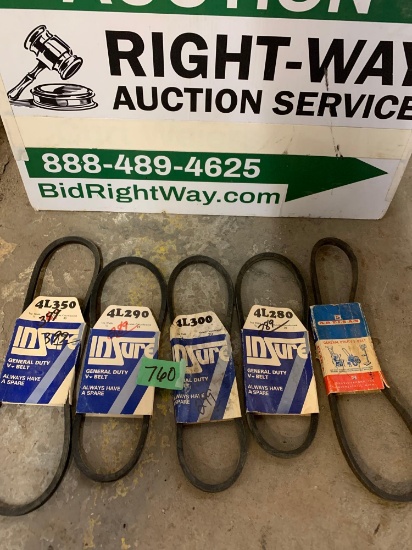 AUCTION
RIGHT-WAY
AUCTION SERVICE
888-489-4625
BidRightWay.com
4L350
INSURE
GENERAL DUTY
V-BELT
ALWAYS HAVE
A SPARE
4L290
INSURE
GENERAL DUTY
V-BELT
ALWAYS HAVE
A SPARE
760
4L300
INSURE
GENERAL DUTY
V-BELT
ALWAYS HAVE
A SPARE
4L280
INSURE
GENERAL DUTY
V-BELT
ALWAYS HAVE
A SPARE